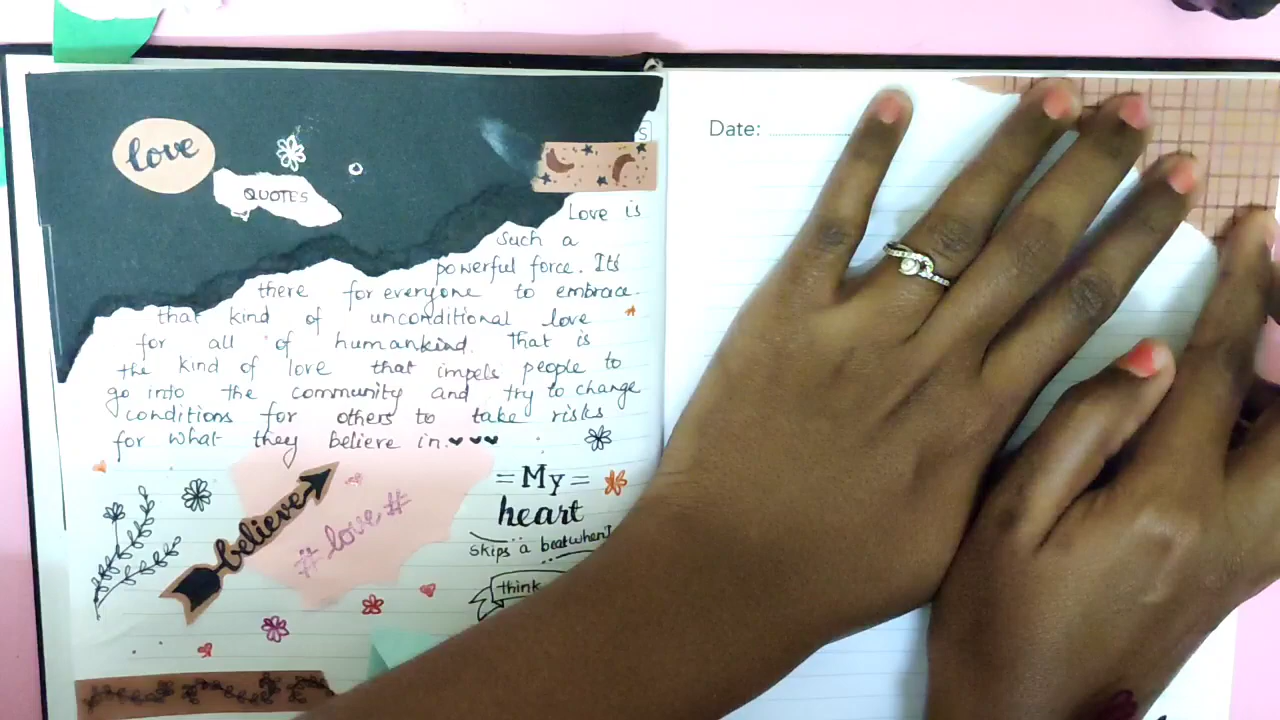 love
QUOTES
S
Date:
Love is
Such a
powerful force. It's
there for everyone to embrace.
that kind of unconditional love
for all of humankind. That is
the kind of love that impels people to
go into the community and try to change
conditions for others to take risks
for what they believe in.
believe
# love #
= My =
heart
skips a beat when I
think